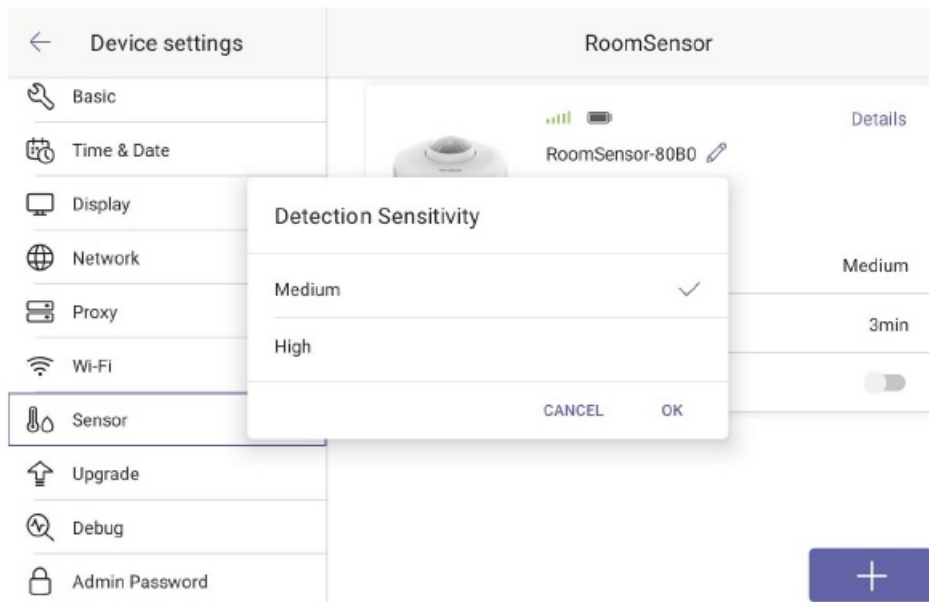 Device settings
RoomSensor
Basic
Details
Time & Date
RoomSensor-80B0
Display
Detection Sensitivity
Network
Medium
Medium
Proxy
3min
High
Wi-Fi
Sensor
CANCEL
OK
Upgrade
Debug
Admin Password